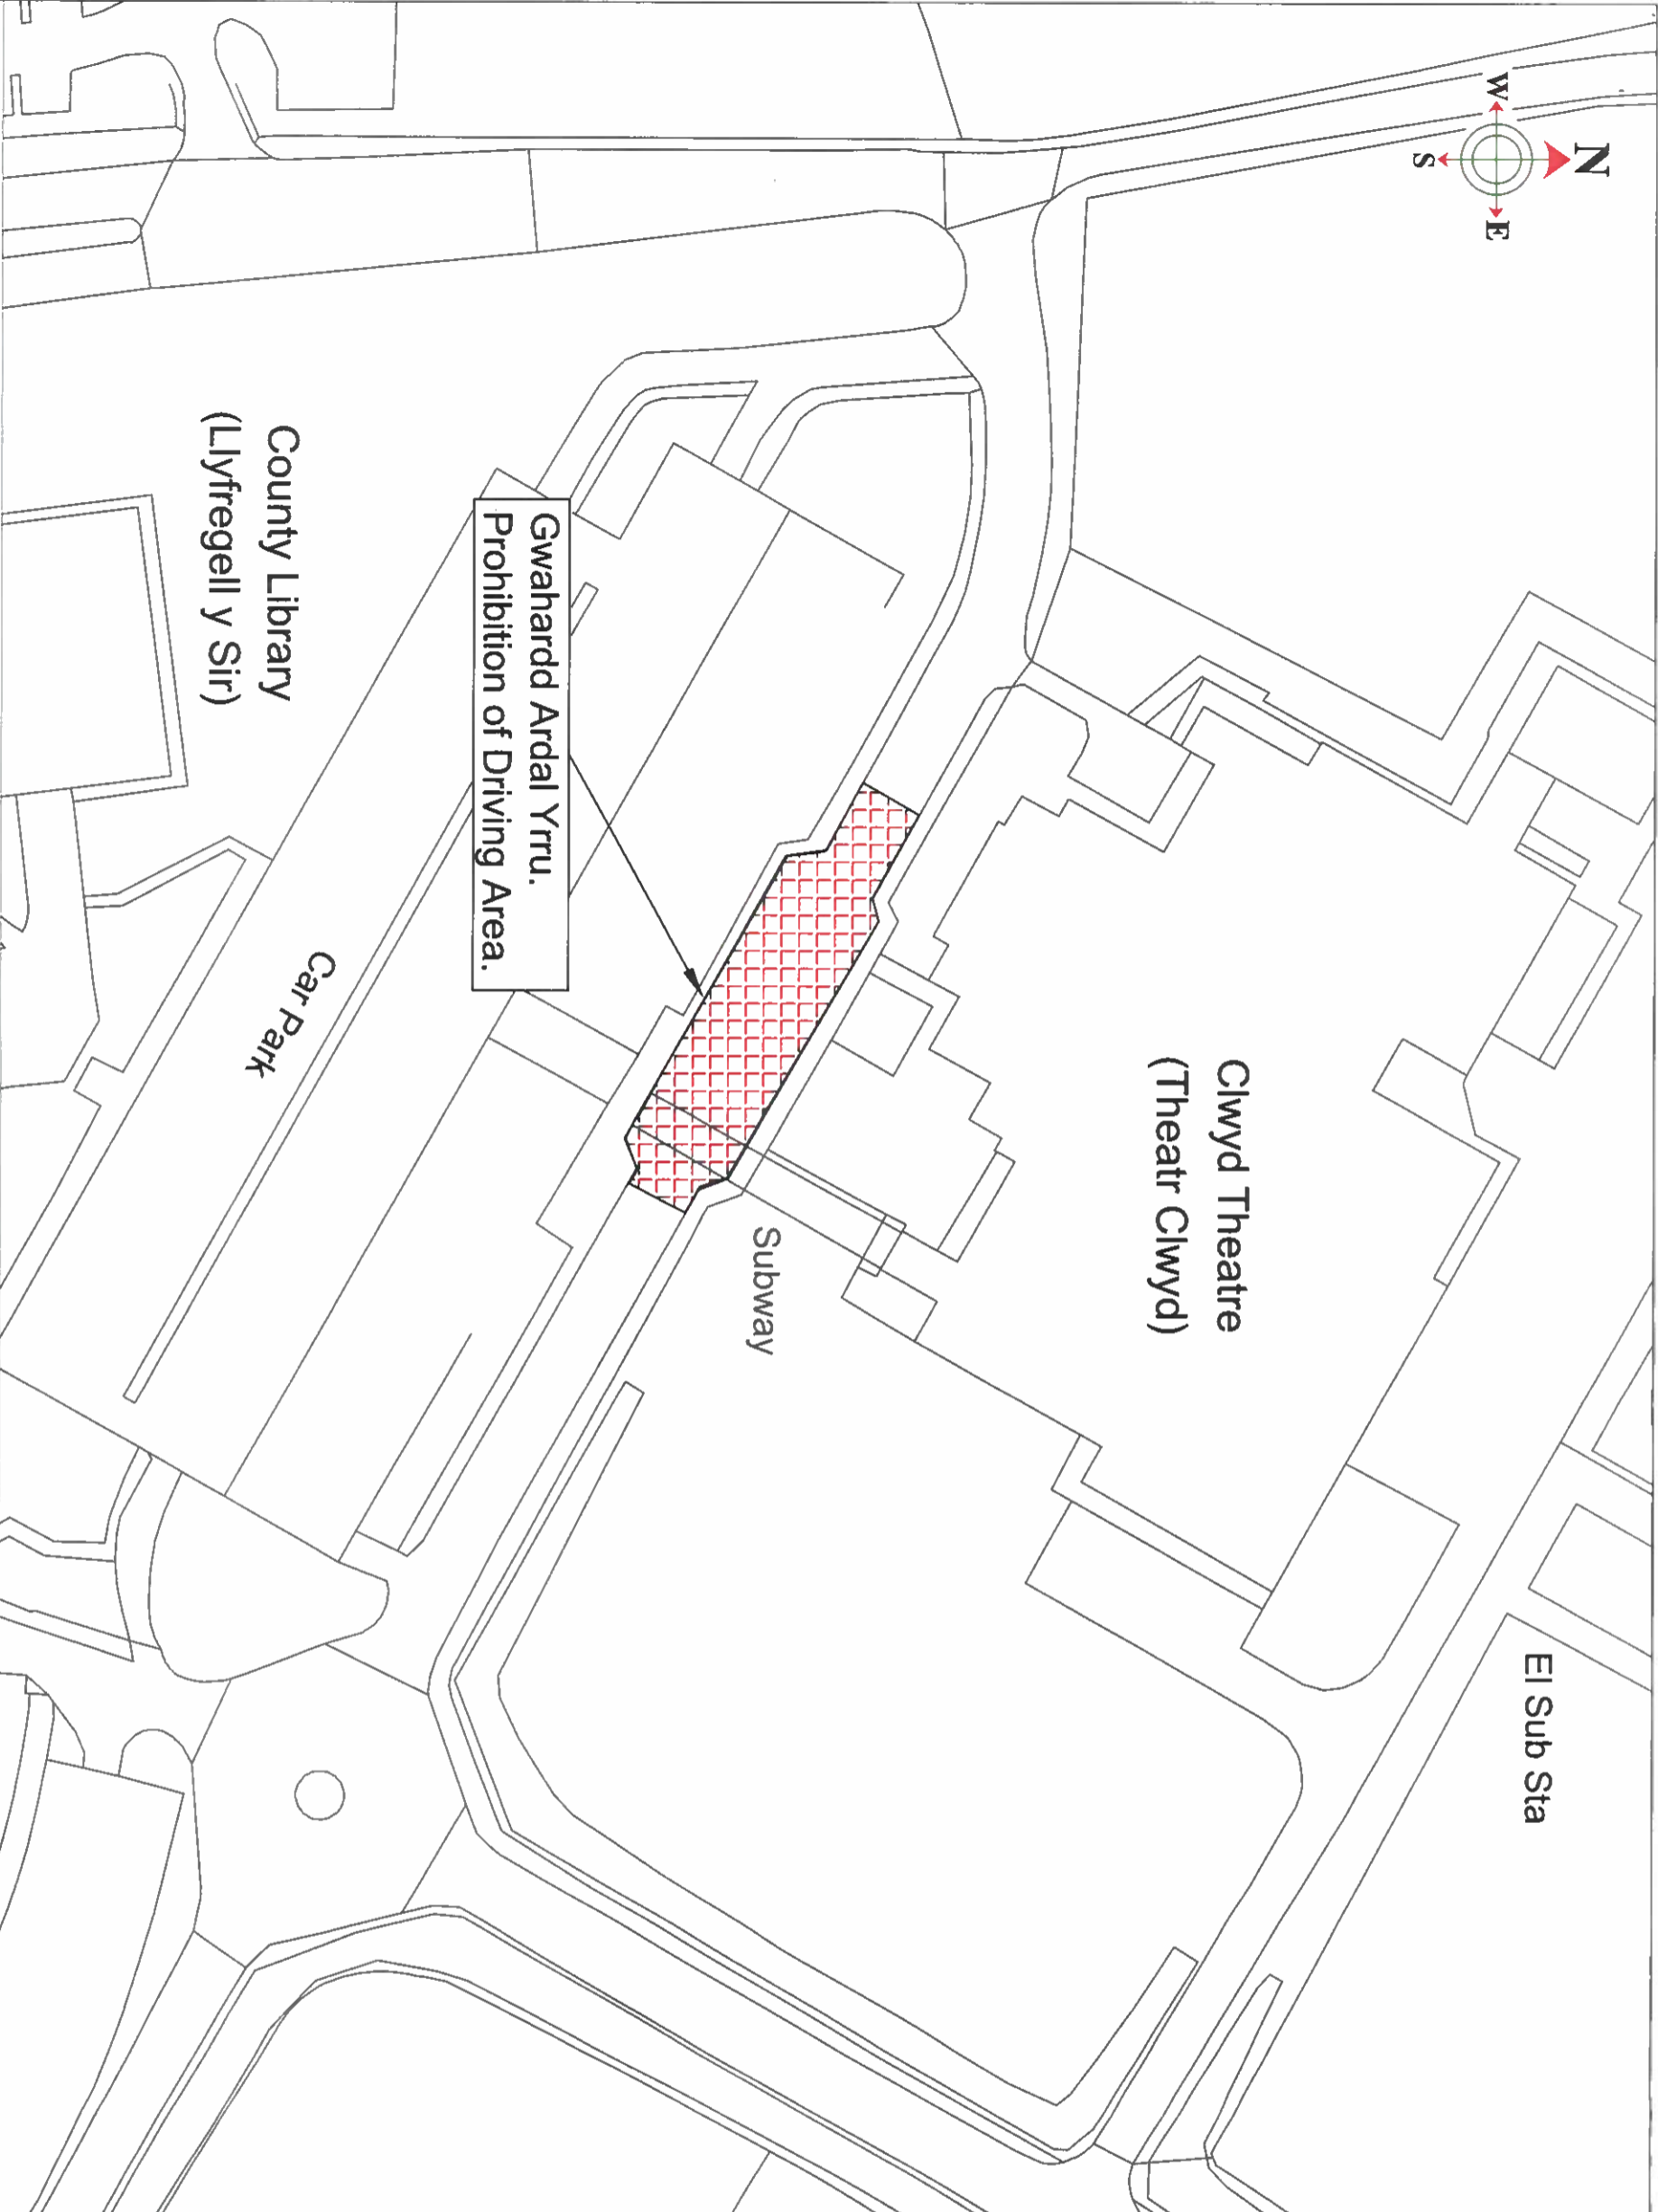 N
W
E
S
El Sub Sta
Clwyd Theatre
(Theatr Clwyd)
Subway
Gwahardd Ardal Yrru.
Prohibition of Driving Area.
Car Park
County Library
(Llyfregell y Sir)